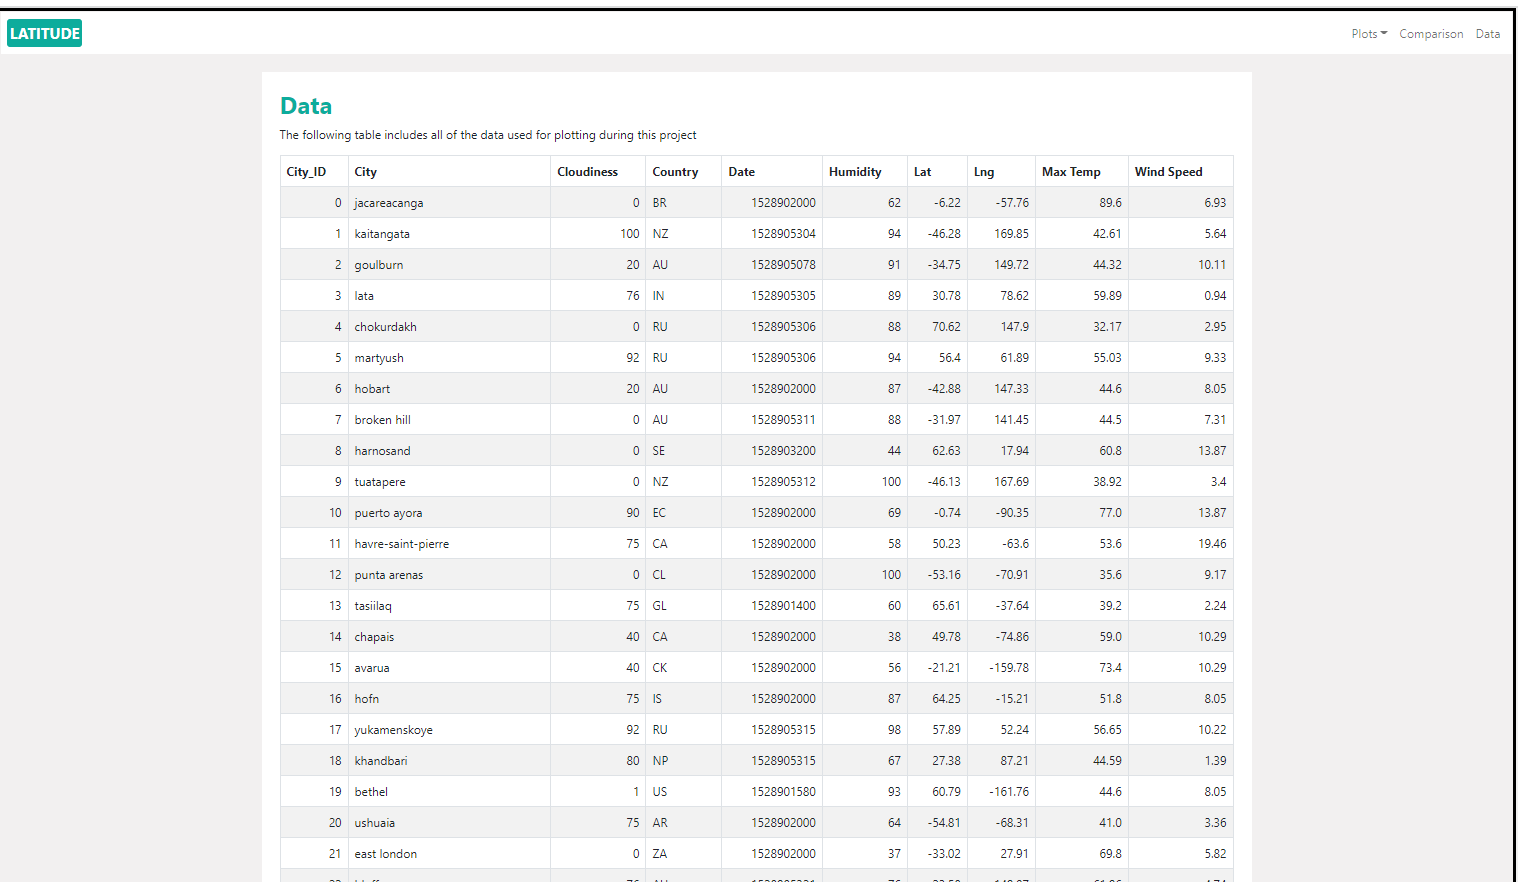 LATITUDE
Plots Comparison Data
Data
The following table includes all of the data used for plotting during this project
City_ID City Cloudiness Country Date Humidity Lat Lng Max Temp Wind Speed
0 jacareacanga 0 BR 1528902000 62 -6.22 -57.76 89.6 6.93
1 kaitangata 100 NZ 1528905304 94 -46.28 169.85 42.61 5.64
2 goulburn 20 AU 1528905078 91 -34.75 149.72 44.32 10.11
3 lata 76 IN 1528905305 89 30.78 78.62 59.89 0.94
4 chokurdakh 0 RU 1528905306 88 70.62 147.9 32.17 2.95
5 martyush 92 RU 1528905306 94 56.4 61.89 55.03 9.33
6 hobart 20 AU 1528902000 87 -42.88 147.33 44.6 8.05
7 broken hill 0 AU 1528905311 88 -31.97 141.45 44.5 7.31
8 harnosand 0 SE 1528903200 44 62.63 17.94 60.8 13.87
9 tuatapere 0 NZ 1528905312 100 -46.13 167.69 38.92 3.4
10 puerto ayora 90 EC 1528902000 69 -0.74 -90.35 77.0 13.87
11 havre-saint-pierre 75 CA 1528902000 58 50.23 -63.6 53.6 19.46
12 punta arenas 0 CL 1528902000 100 -53.16 -70.91 35.6 9.17
13 tasiilaq 75 GL 1528901400 60 65.61 -37.64 39.2 2.24
14 chapais 40 CA 1528902000 38 49.78 -74.86 59.0 10.29
15 avarua 40 CK 1528902000 56 -21.21 -159.78 73.4 10.29
16 hofn 75 IS 1528902000 87 64.25 -15.21 51.8 8.05
17 yukamenskoye 92 RU 1528905315 98 57.89 52.24 56.65 10.22
18 khandbari 80 NP 1528905315 67 27.38 87.21 44.59 1.39
19 bethel 1 US 1528901580 93 60.79 -161.76 44.6 8.05
20 ushuaia 75 AR 1528902000 64 -54.81 -68.31 41.0 3.36
21 east london 0 ZA 1528902000 37 -33.02 27.91 69.8 5.82